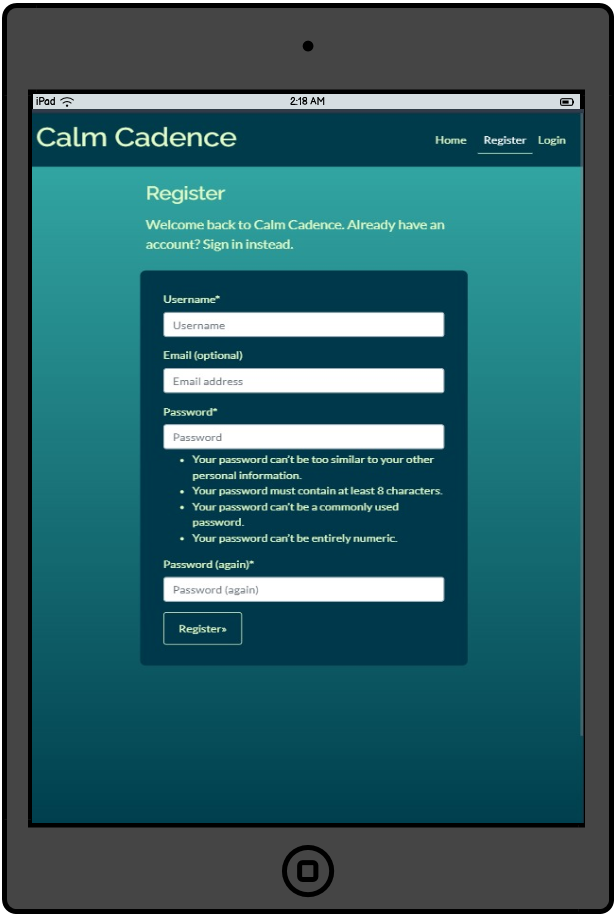 iPad 2:18 AM
Calm Cadence
Home Register Login
Register
Welcome back to Calm Cadence. Already have an
account? Sign in instead.
Username*
Username
Email (optional)
Email address
Password*
Password
• Your password can't be too similar to your other
personal information.
• Your password must contain at least 8 characters.
• Your password can't be a commonly used
password.
• Your password can't be entirely numeric.
Password (again)*
Password (again)
Register»